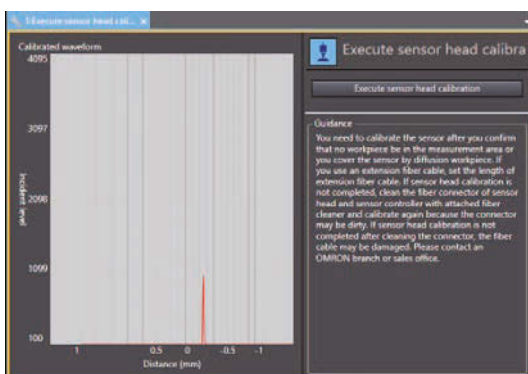 1:Execute sensor head cali...
Calibrated waveform
4095
3097
2098
1099
100
Incident level
1
0.5
0
-0.5
-1
Distance (mm)
Execute sensor head calibra
Execute sensor head calibration
Guidance
You need to calibrate the sensor after you confirm
that no workpiece be in the measurement area or
you cover the sensor by diffusion workpiece. If
you use an extension fiber cable, set the length of
extension fiber cable. If sensor head calibration is
not completed, clean the fiber connector of sensor
head and sensor controller with attached fiber
cleaner and calibrate again because the connector
may be dirty. If sensor head calibration is not
completed after cleaning the connector, the fiber
cable may be damaged. Please contact an
OMRON branch or sales office.